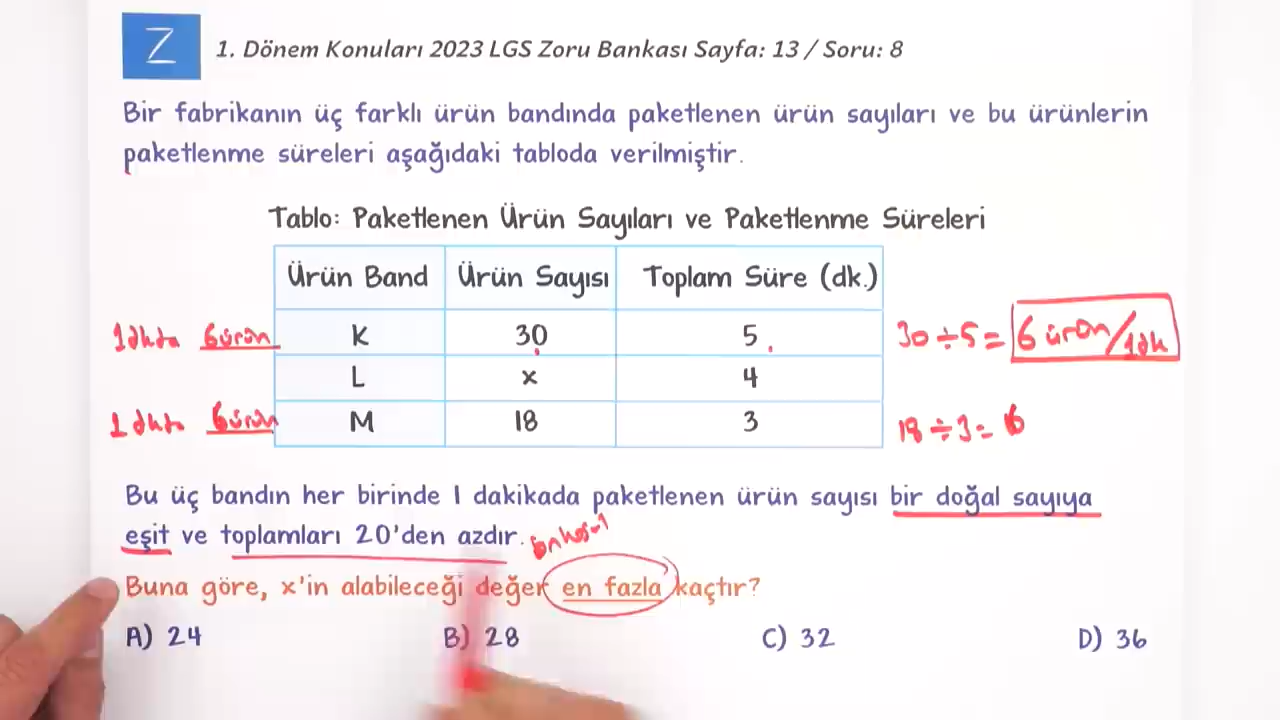 Z
1. Dönem Konuları 2023 LGS Zoru Bankası Sayfa: 13 / Soru: 8
Bir fabrikanın üç farklı ürün bandında paketlenen ürün sayıları ve bu ürünlerin
paketlenme süreleri aşağıdaki tabloda verilmiştir.
Tablo: Paketlenen Ürün Sayıları ve Paketlenme Süreleri
Ürün Band Ürün Sayısı Toplam Süre (dk.)
1dkta 6ürün K 30 5 30÷5= 6 ürün/1dk
L x 4
1dkta 6ürün M 18 3 18÷3= 6
Bu üç bandın her birinde 1 dakikada paketlenen ürün sayısı bir doğal sayıya
eşit ve toplamları 20'den azdır.
Buna göre, x'in alabileceği değer en fazla kaçtır?
A) 24 B) 28 C) 32 D) 36